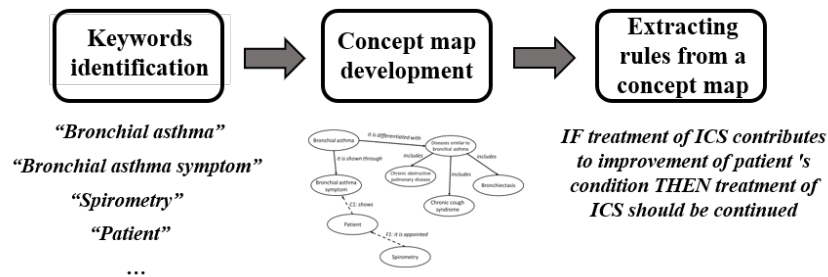 Keywords
identification
Concept map
development
Extracting
rules from a
concept map
“Bronchial asthma”
“Bronchial asthma symptom”
“Spirometry”
“Patient”
...
Bronchial asthma
it is differentiated with
Diseases similar to
bronchial asthma
it is shown through
includes
includes
includes
Chronic obstructive
pulmonary disease
Bronchiectasis
Bronchial asthma
symptom
Chronic cough
syndrome
C1: shows
Patient
F1: it is appointed
Spirometry
IF treatment of ICS contributes
to improvement of patient 's
condition THEN treatment of
ICS should be continued